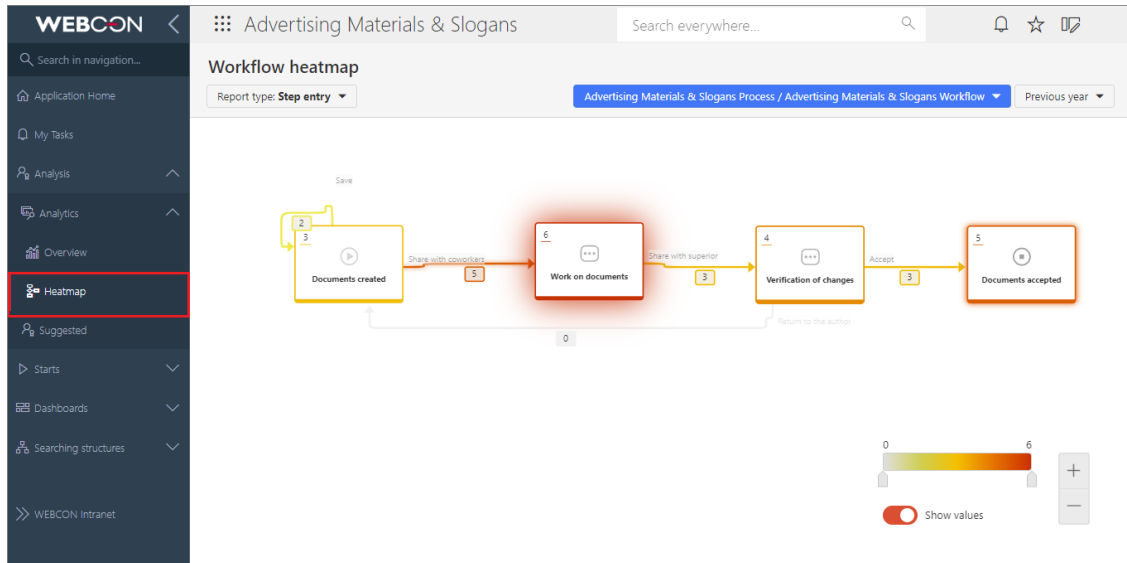 WEBCON
Advertising Materials & Slogans
Search everywhere...
Search in navigation...
Application Home
My Tasks
Analysis
Analytics
Overview
Heatmap
Suggested
Starts
Dashboards
Searching structures
WEBCON Intranet
Workflow heatmap
Report type: Step entry
Advertising Materials & Slogans Process / Advertising Materials & Slogans Workflow
Previous year
Save
2
3
Documents created
Share with coworkers
5
6
Work on documents
Share with superior
3
4
Verification of changes
Accept
3
5
Documents accepted
Return to the author
0
0 6
Show values